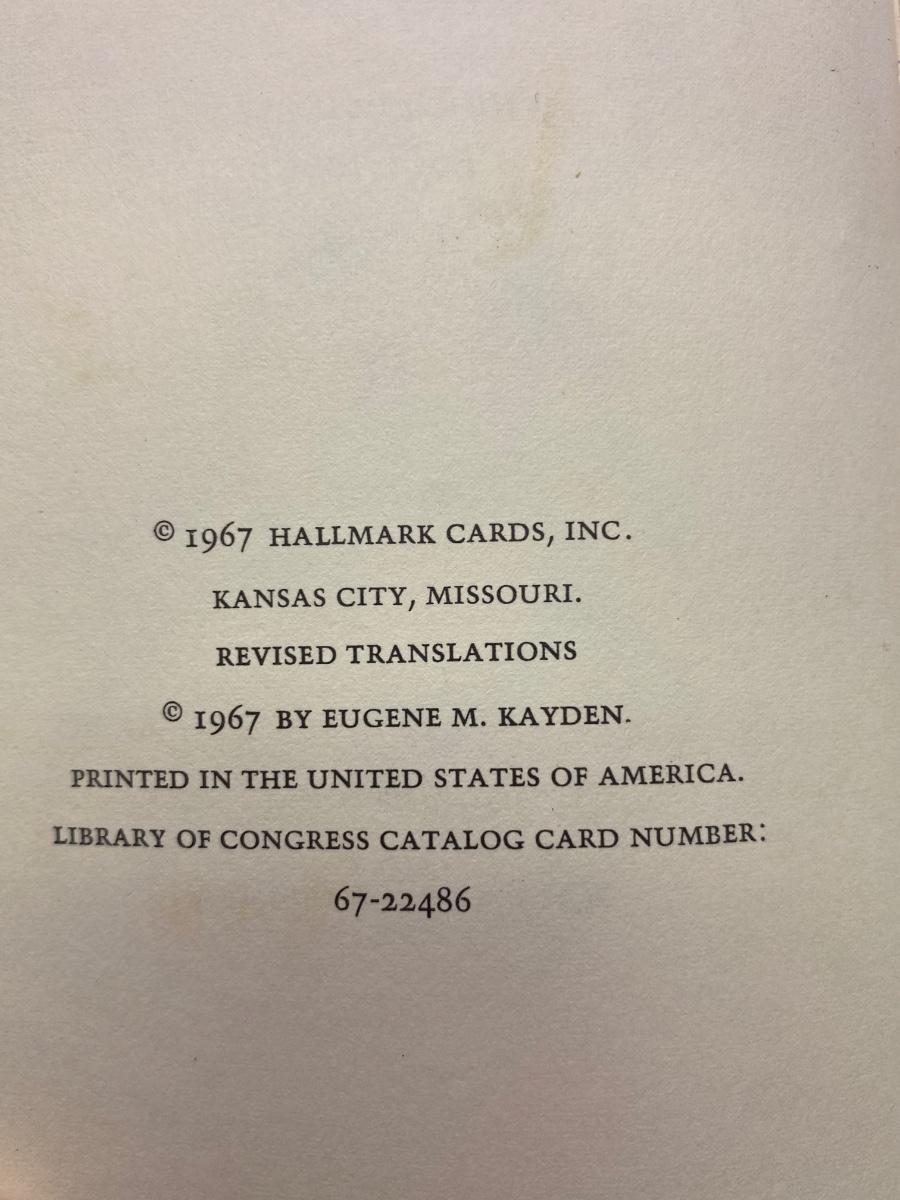 © 1967 HALLMARK CARDS, INC.
KANSAS CITY, MISSOURI.
REVISED TRANSLATIONS
© 1967 BY EUGENE M. KAYDEN.
PRINTED IN THE UNITED STATES OF AMERICA.
LIBRARY OF CONGRESS CATALOG CARD NUMBER:
67-22486